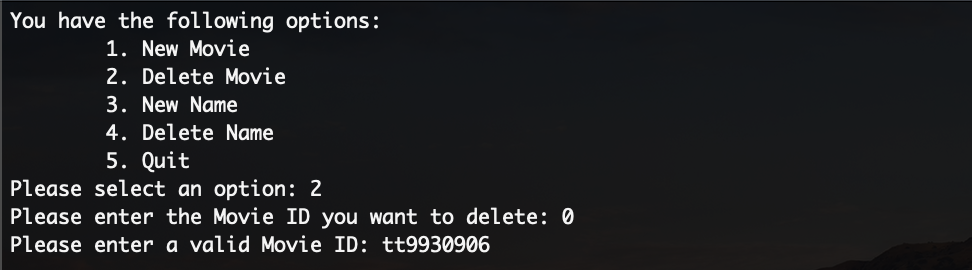 You have the following options:
1. New Movie
2. Delete Movie
3. New Name
4. Delete Name
5. Quit
Please select an option: 2
Please enter the Movie ID you want to delete: 0
Please enter a valid Movie ID: tt9930906